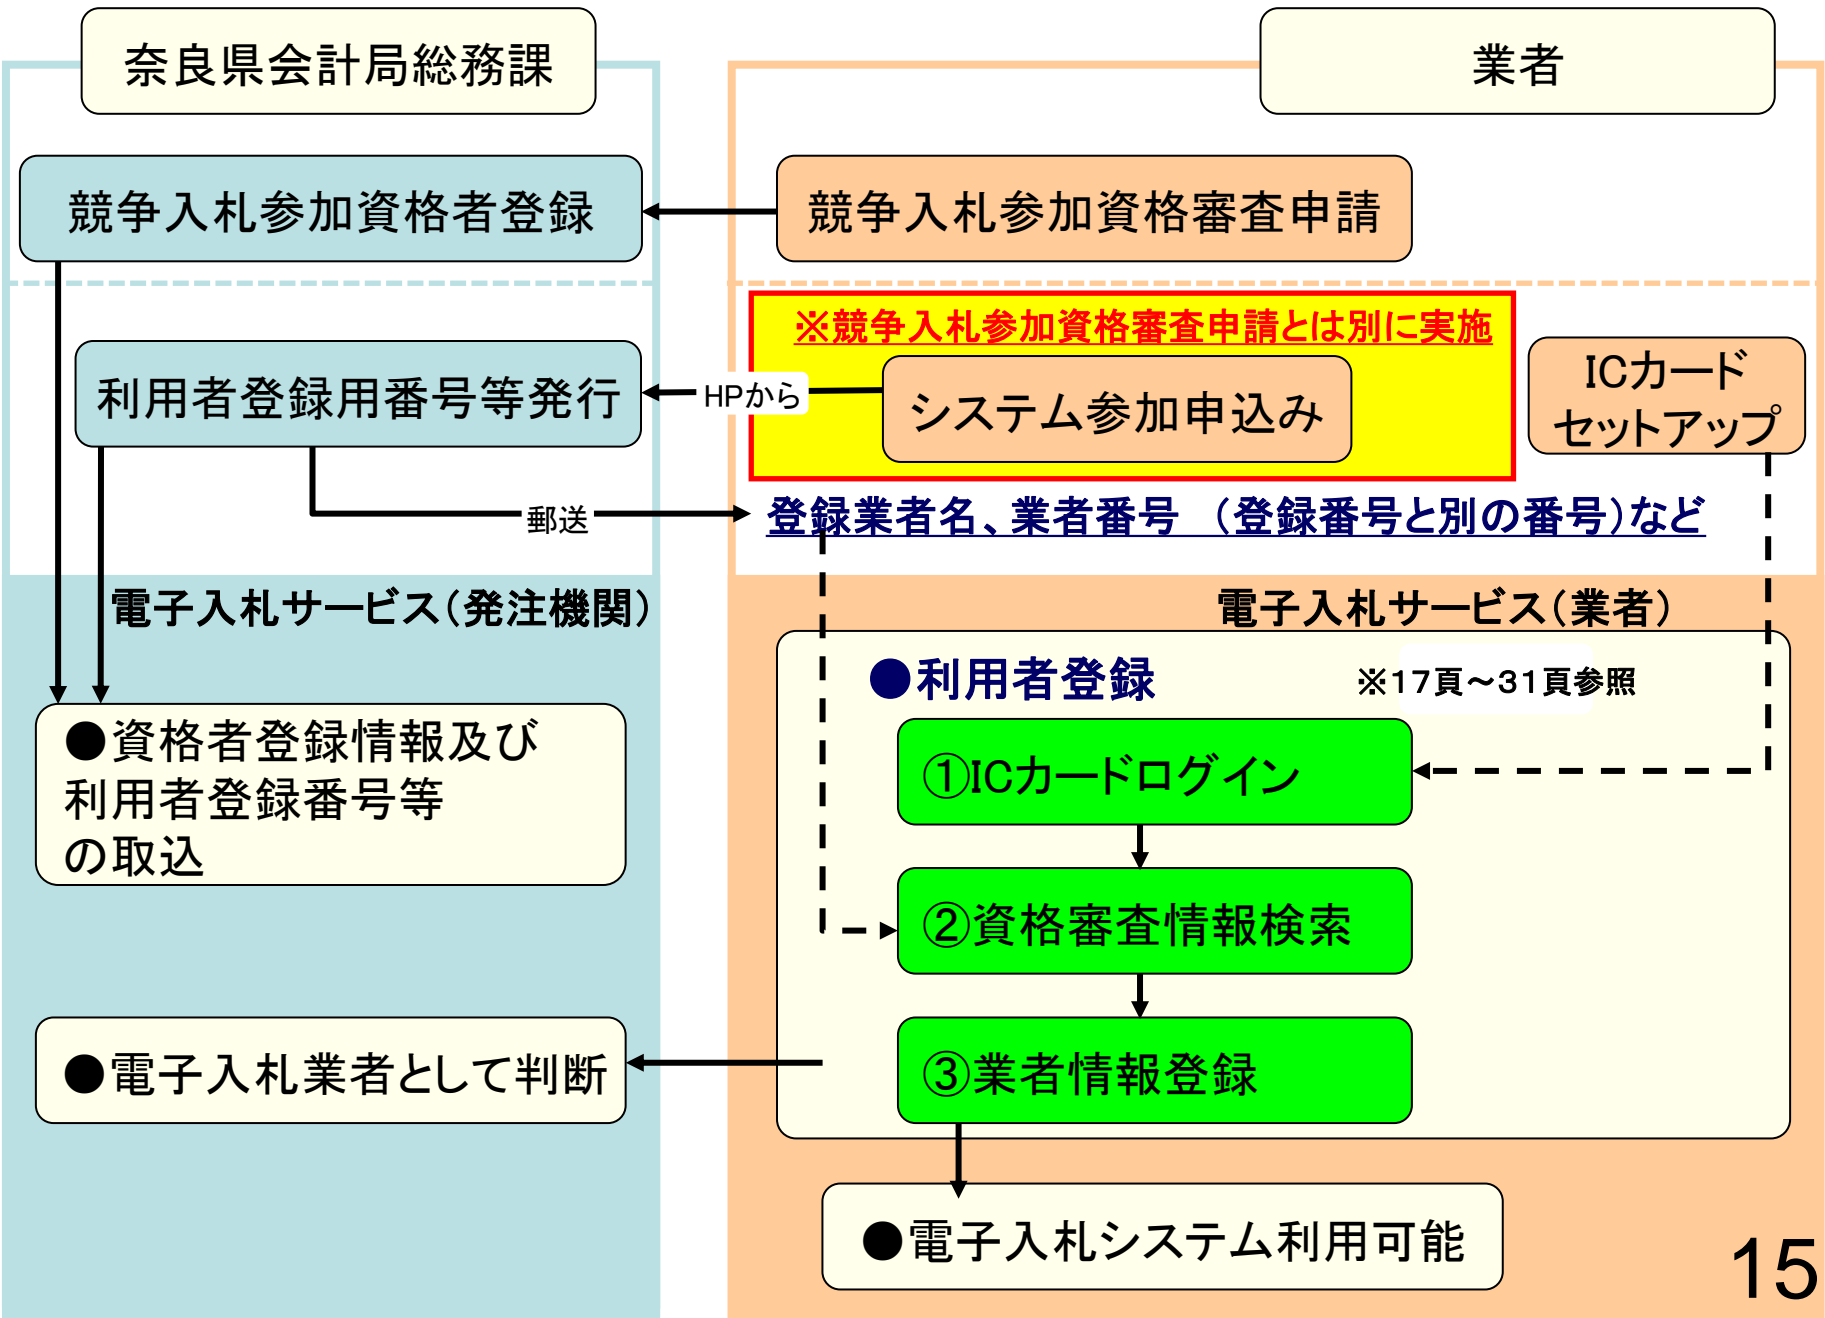 奈良県会計局総務課
業者
競争入札参加資格者登録
競争入札参加資格審査申請
※競争入札参加資格審査申請とは別に実施
利用者登録用番号等発行
HPから
システム参加申込み
ICカード
セットアップ
郵送
登録業者名、業者番号　（登録番号と別の番号）など
電子入札サービス（発注機関）
電子入札サービス（業者）
●利用者登録
※17頁～31頁参照
●資格者登録情報及び
利用者登録番号等
の取込
①ICカードログイン
②資格審査情報検索
●電子入札業者として判断
③業者情報登録
●電子入札システム利用可能
15